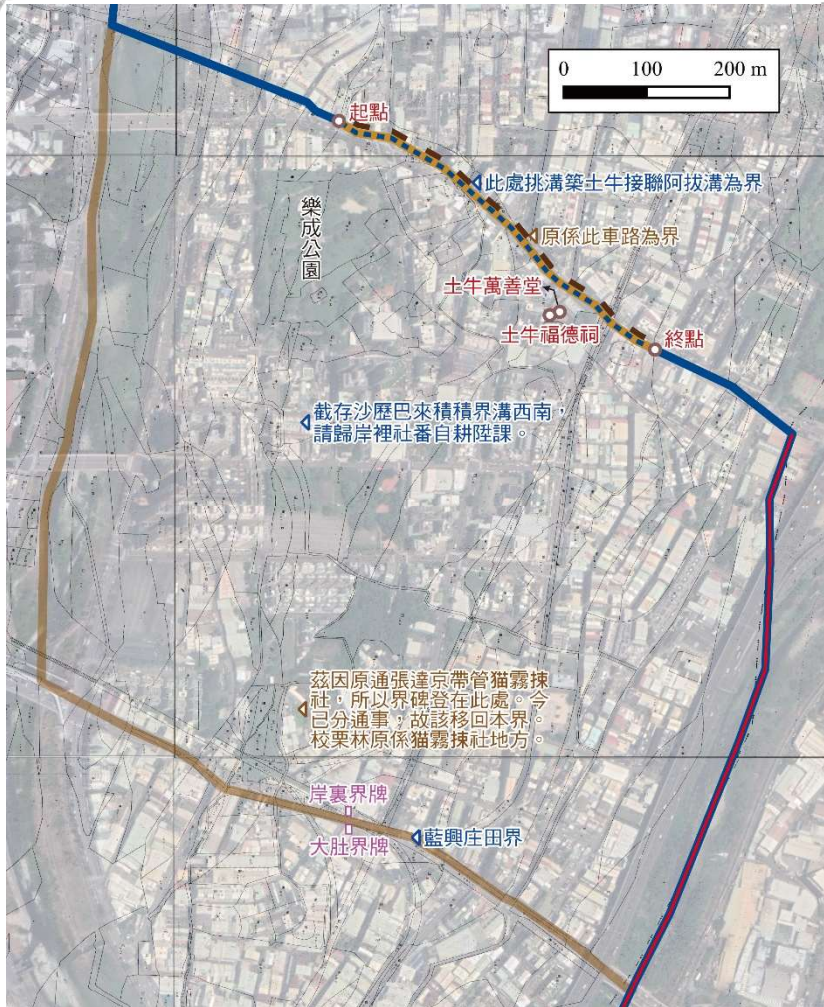 0 100 200 m
起點
此處挑溝築土牛接聯阿拔溝為界
樂成公園
原係此車路為界
土牛萬善堂
土牛福德祠
終點
截存沙歷巴來積積界溝西南，
請歸岸裡社番自耕陞課。
茲因原通張達京帶管猫霧捒
社，所以界碑登在此處。今
已分通事，故該移回本界。
校栗林原係猫霧捒社地方。
岸裏界牌
大肚界牌
藍興庄田界